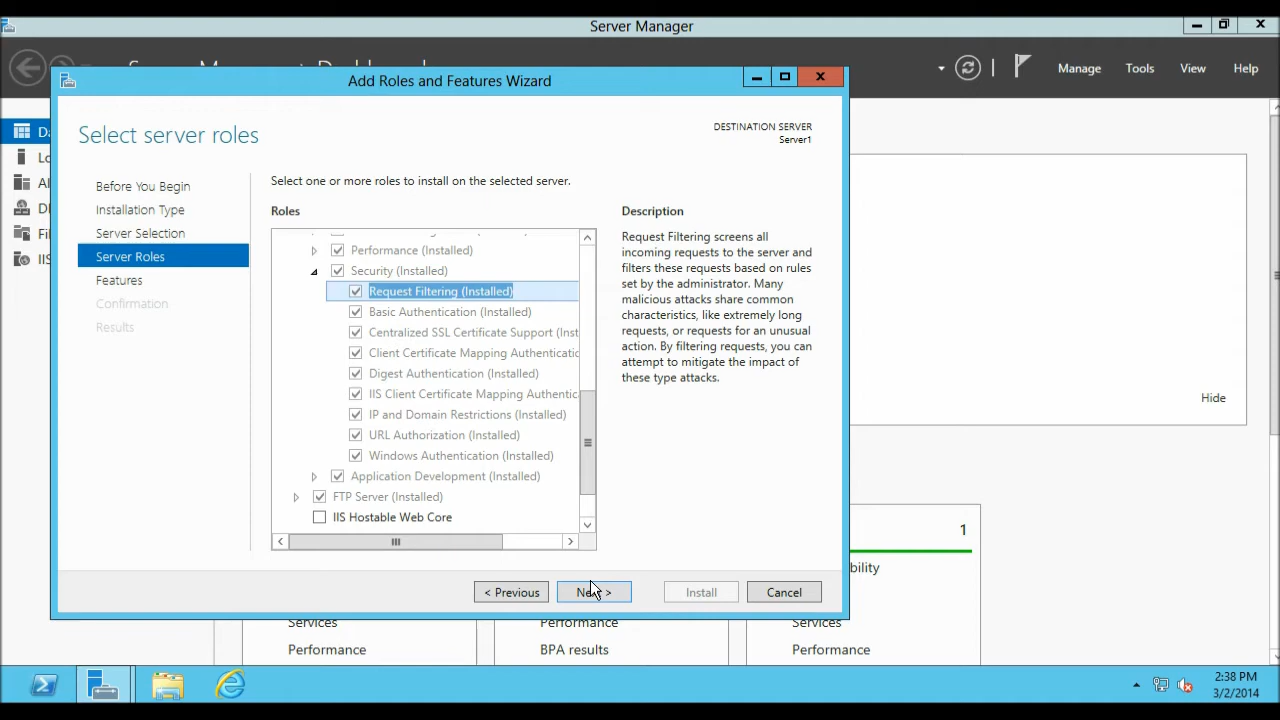 Server Manager
Manage
Tools
View
Help
Add Roles and Features Wizard
Select server roles
DESTINATION SERVER
Server1
Before You Begin
Installation Type
Server Selection
Server Roles
Features
Confirmation
Results
Select one or more roles to install on the selected server.
Roles
Performance (Installed)
Security (Installed)
Request Filtering (Installed)
Basic Authentication (Installed)
Centralized SSL Certificate Support (Inst
Client Certificate Mapping Authenticatic
Digest Authentication (Installed)
IIS Client Certificate Mapping Authentic
IP and Domain Restrictions (Installed)
URL Authorization (Installed)
Windows Authentication (Installed)
Application Development (Installed)
FTP Server (Installed)
IIS Hostable Web Core
Description
Request Filtering screens all
incoming requests to the server and
filters these requests based on rules
set by the administrator. Many
malicious attacks share common
characteristics, like extremely long
requests, or requests for an unusual
action. By filtering requests, you can
attempt to mitigate the impact of
these type attacks.
< Previous
Next >
Install
Cancel
Hide
1
bility
Services
Performance
Services
Performance
BPA results
Performance
2:38 PM
3/2/2014